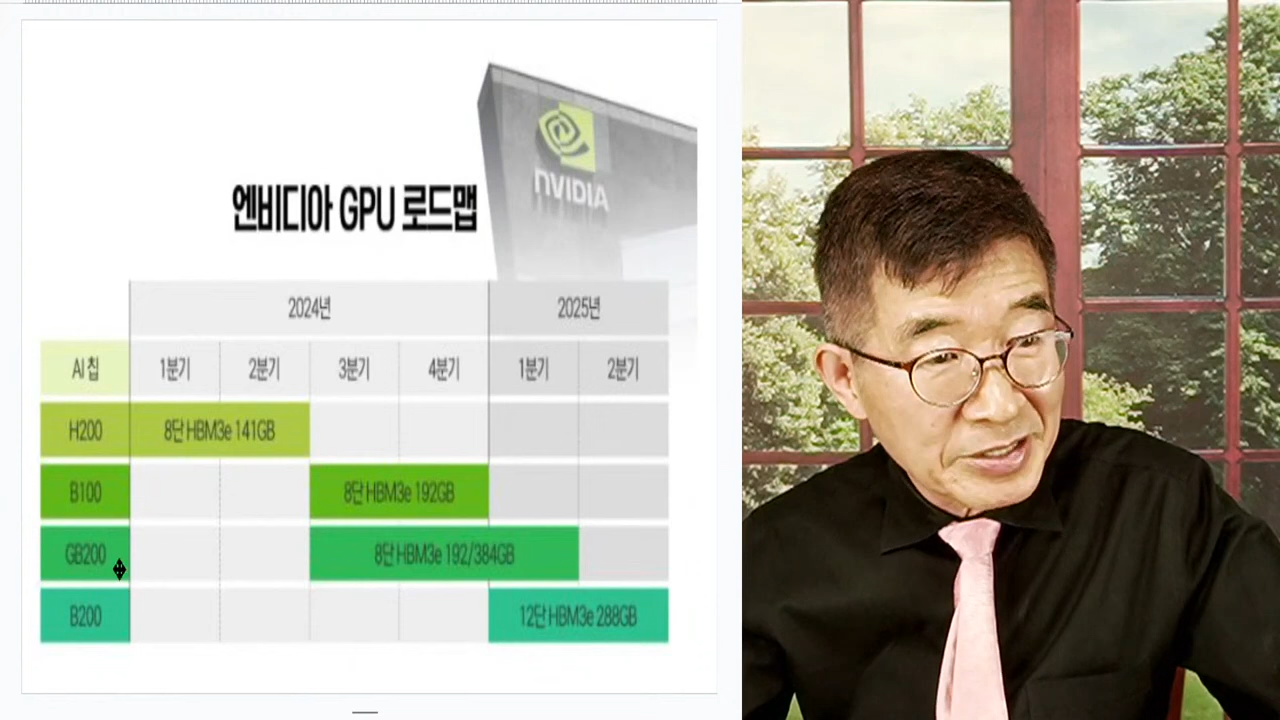 NVIDIA
엔비디아 GPU 로드맵
2024년 2025년
AI 칩 1분기 2분기 3분기 4분기 1분기 2분기
H200 8단 HBM3e 141GB
B100 8단 HBM3e 192GB
GB200 8단 HBM3e 192/384GB
B200 12단 HBM3e 288GB